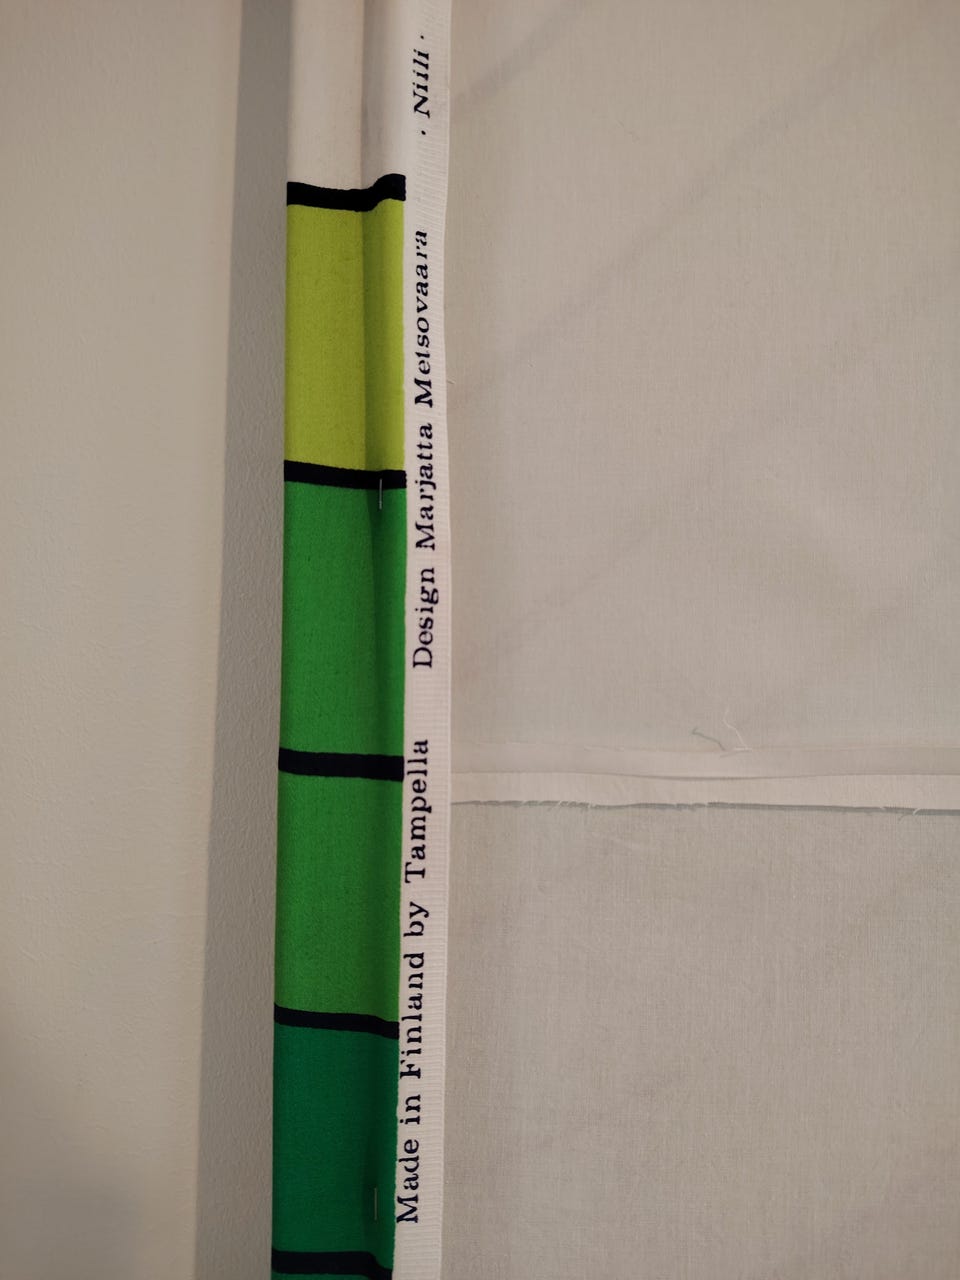 Made in Finland by Tampella Design Marjatta Metsovaara · Niili ·